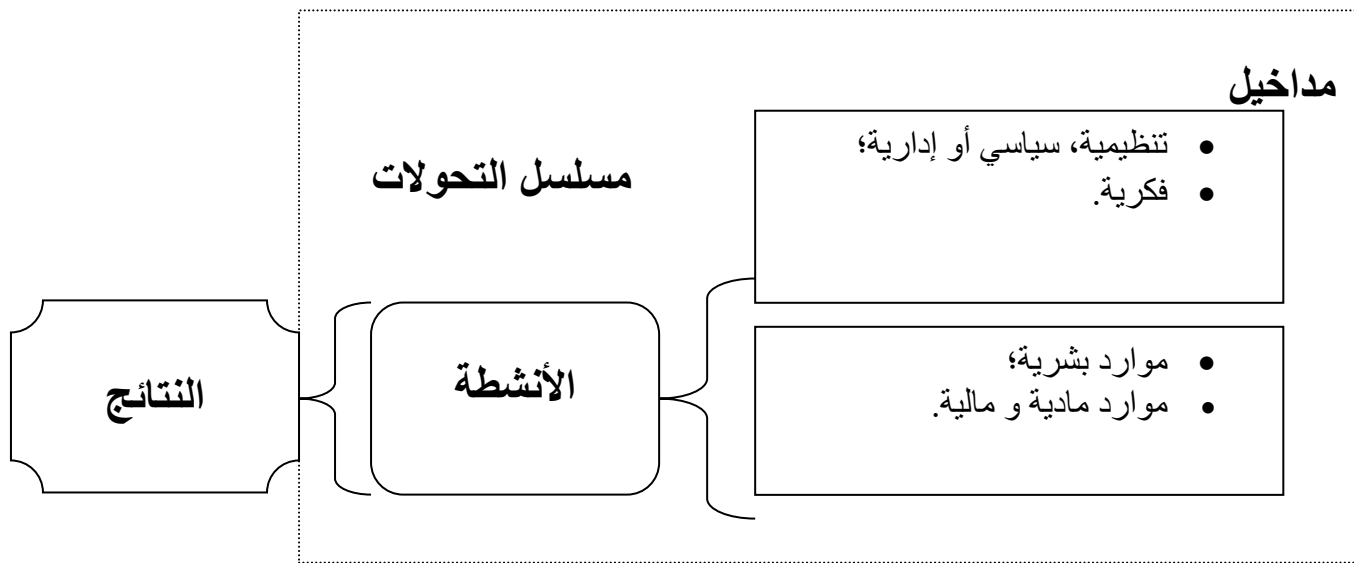 مداخيل
تنظيمية، سياسي أو إدارية؛
فكرية.
مسلسل التحولات
موارد بشرية؛
موارد مادية و مالية.
الأنشطة
النتائج